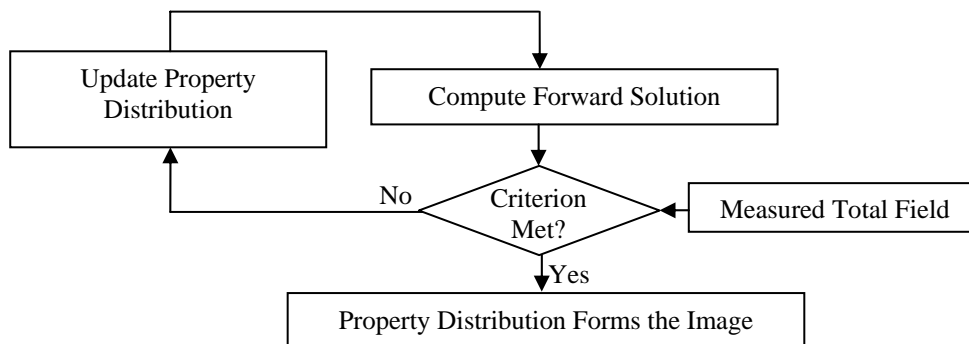 Update Property
Distribution
Compute Forward Solution
No
Criterion
Met?
Measured Total Field
Yes
Property Distribution Forms the Image